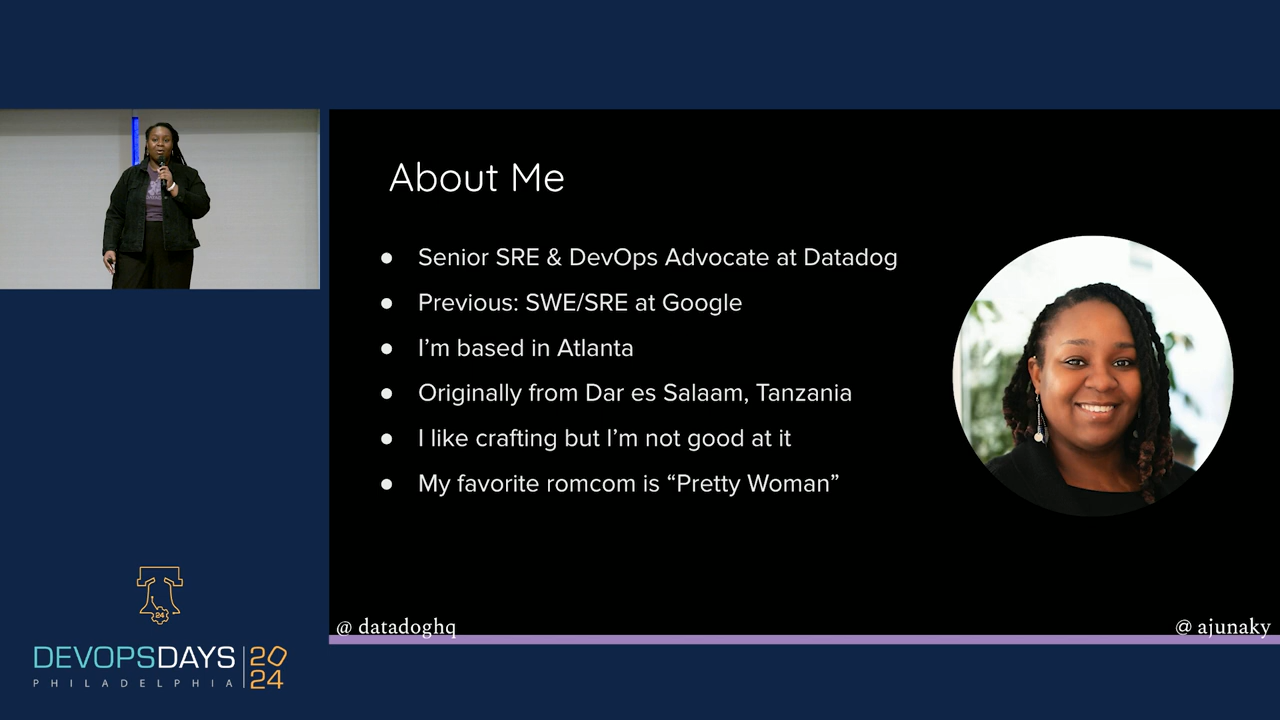 About Me
● Senior SRE & DevOps Advocate at Datadog
● Previous: SWE/SRE at Google
● I’m based in Atlanta
● Originally from Dar es Salaam, Tanzania
● I like crafting but I’m not good at it
● My favorite romcom is “Pretty Woman”
@ datadoghq
@ ajunaky
24
DEVOPSDAYS 2024
PHILADELPHIA